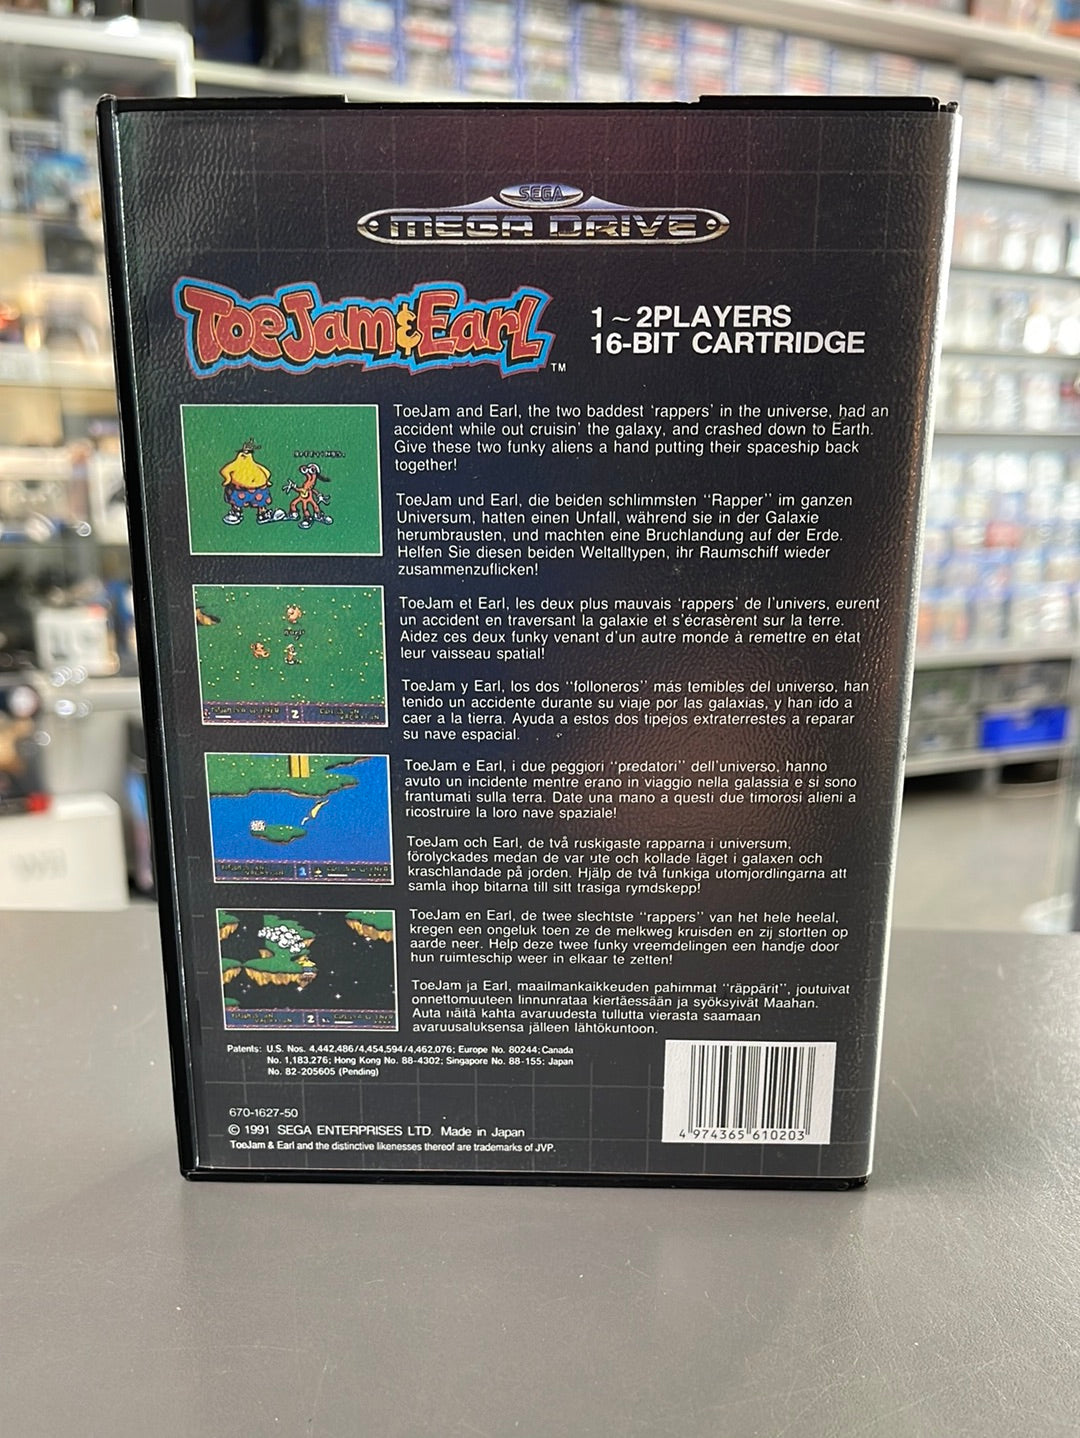 SEGA
MEGA DRIVE
ToeJam & Earl
™
1~2PLAYERS
16-BIT CARTRIDGE
ToeJam and Earl, the two baddest 'rappers' in the universe, had an
accident while out cruisin' the galaxy, and crashed down to Earth.
Give these two funky aliens a hand putting their spaceship back
together!
ToeJam und Earl, die beiden schlimmsten "Rapper" im ganzen
Universum, hatten einen Unfall, während sie in der Galaxie
herumbrausten, und machten eine Bruchlandung auf der Erde.
Helfen Sie diesen beiden Weltalltypen, ihr Raumschiff wieder
zusammenzuflicken!
ToeJam et Earl, les deux plus mauvais 'rappers' de l'univers, eurent
un accident en traversant la galaxie et s'écrasèrent sur la terre.
Aidez ces deux funky venant d'un autre monde à remettre en état
leur vaisseau spatial!
ToeJam y Earl, los dos "folloneros" más temibles del universo, han
tenido un accidente durante su viaje por las galaxias, y han ido a
caer a la tierra. Ayuda a estos dos tipejos extraterrestes a reparar
su nave espacial.
ToeJam e Earl, i due peggiori "predatori" dell'universo, hanno
avuto un incidente mentre erano in viaggio nella galassia e si sono
frantumati sulla terra. Date una mano a questi due timorosi alieni a
ricostruire la loro nave spaziale!
ToeJam och Earl, de två ruskigaste rapparna i universum,
förolyckades medan de var ute och kollade läget i galaxen och
kraschlandade på jorden. Hjälp de två funkiga utomjordlingarna att
samla ihop bitarna till sitt trasiga rymdskepp!
ToeJam en Earl, de twee slechtste "rappers" van het hele heelal,
kregen een ongeluk toen ze de melkweg kruisden en zij stortten op
aarde neer. Help deze twee funky vreemdelingen een handje door
hun ruimteschip weer in elkaar te zetten!
ToeJam ja Earl, maailmankaikkeuden pahimmat "räppärit", joutuivat
onnettomuuteen linnunrataa kiertäessään ja syöksyivät Maahan.
Auta näitä kahta avaruudesta tullutta vierasta saamaan
avaruusaluksensa jälleen lähtökuntoon.
Patents: U.S. Nos. 4,442,486/4,454,594/4,462,076; Europe No. 80244; Canada
No. 1,183,276; Hong Kong No. 88-4302; Singapore No. 88-155; Japan
No. 82-205605 (Pending)
670-1627-50
© 1991 SEGA ENTERPRISES LTD. Made in Japan
ToeJam & Earl and the distinctive likenesses thereof are trademarks of JVP.
4 974365 610203
Wii